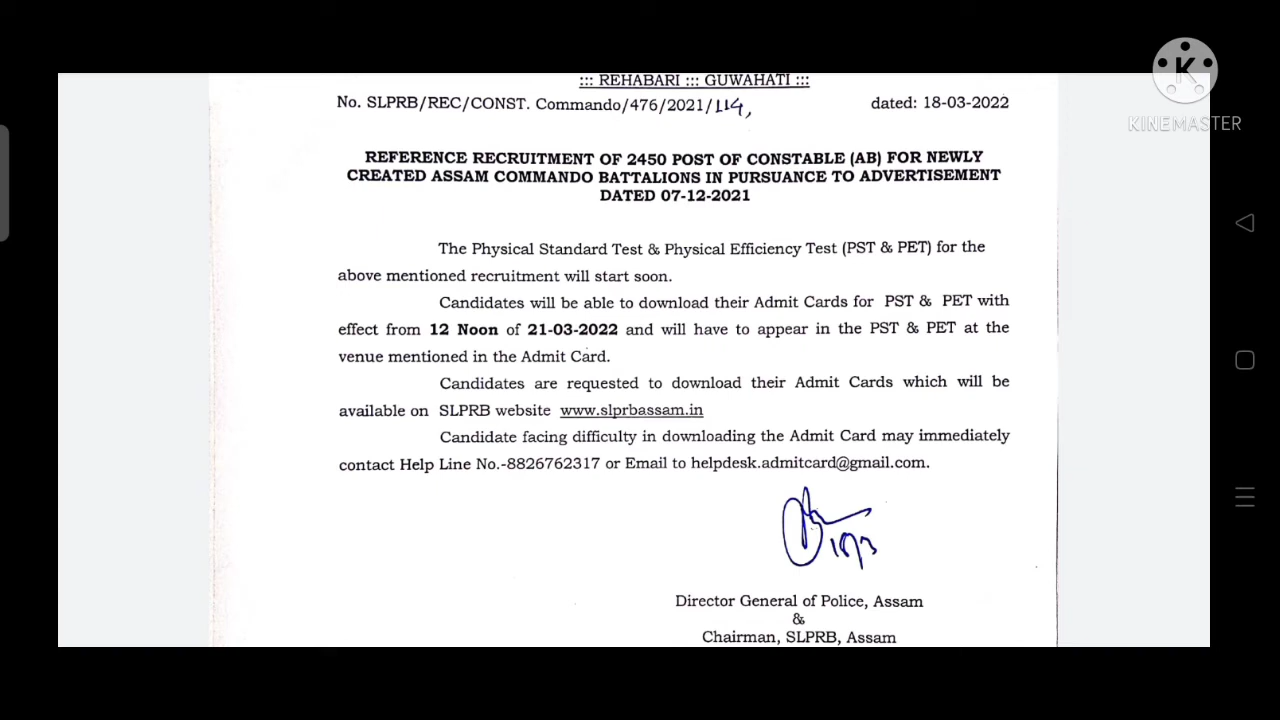 ::: REHABARI ::: GUWAHATI :::
No. SLPRB/REC/CONST. Commando/476/2021/114,
dated: 18-03-2022
REFERENCE RECRUITMENT OF 2450 POST OF CONSTABLE (AB) FOR NEWLY
CREATED ASSAM COMMANDO BATTALIONS IN PURSUANCE TO ADVERTISEMENT
DATED 07-12-2021
The Physical Standard Test & Physical Efficiency Test (PST & PET) for the
above mentioned recruitment will start soon.
Candidates will be able to download their Admit Cards for PST & PET with
effect from 12 Noon of 21-03-2022 and will have to appear in the PST & PET at the
venue mentioned in the Admit Card.
Candidates are requested to download their Admit Cards which will be
available on SLPRB website www.slprbassam.in
Candidate facing difficulty in downloading the Admit Card may immediately
contact Help Line No.-8826762317 or Email to helpdesk.admitcard@gmail.com.
18/3
Director General of Police, Assam
&
Chairman, SLPRB, Assam
K
KINEMASTER